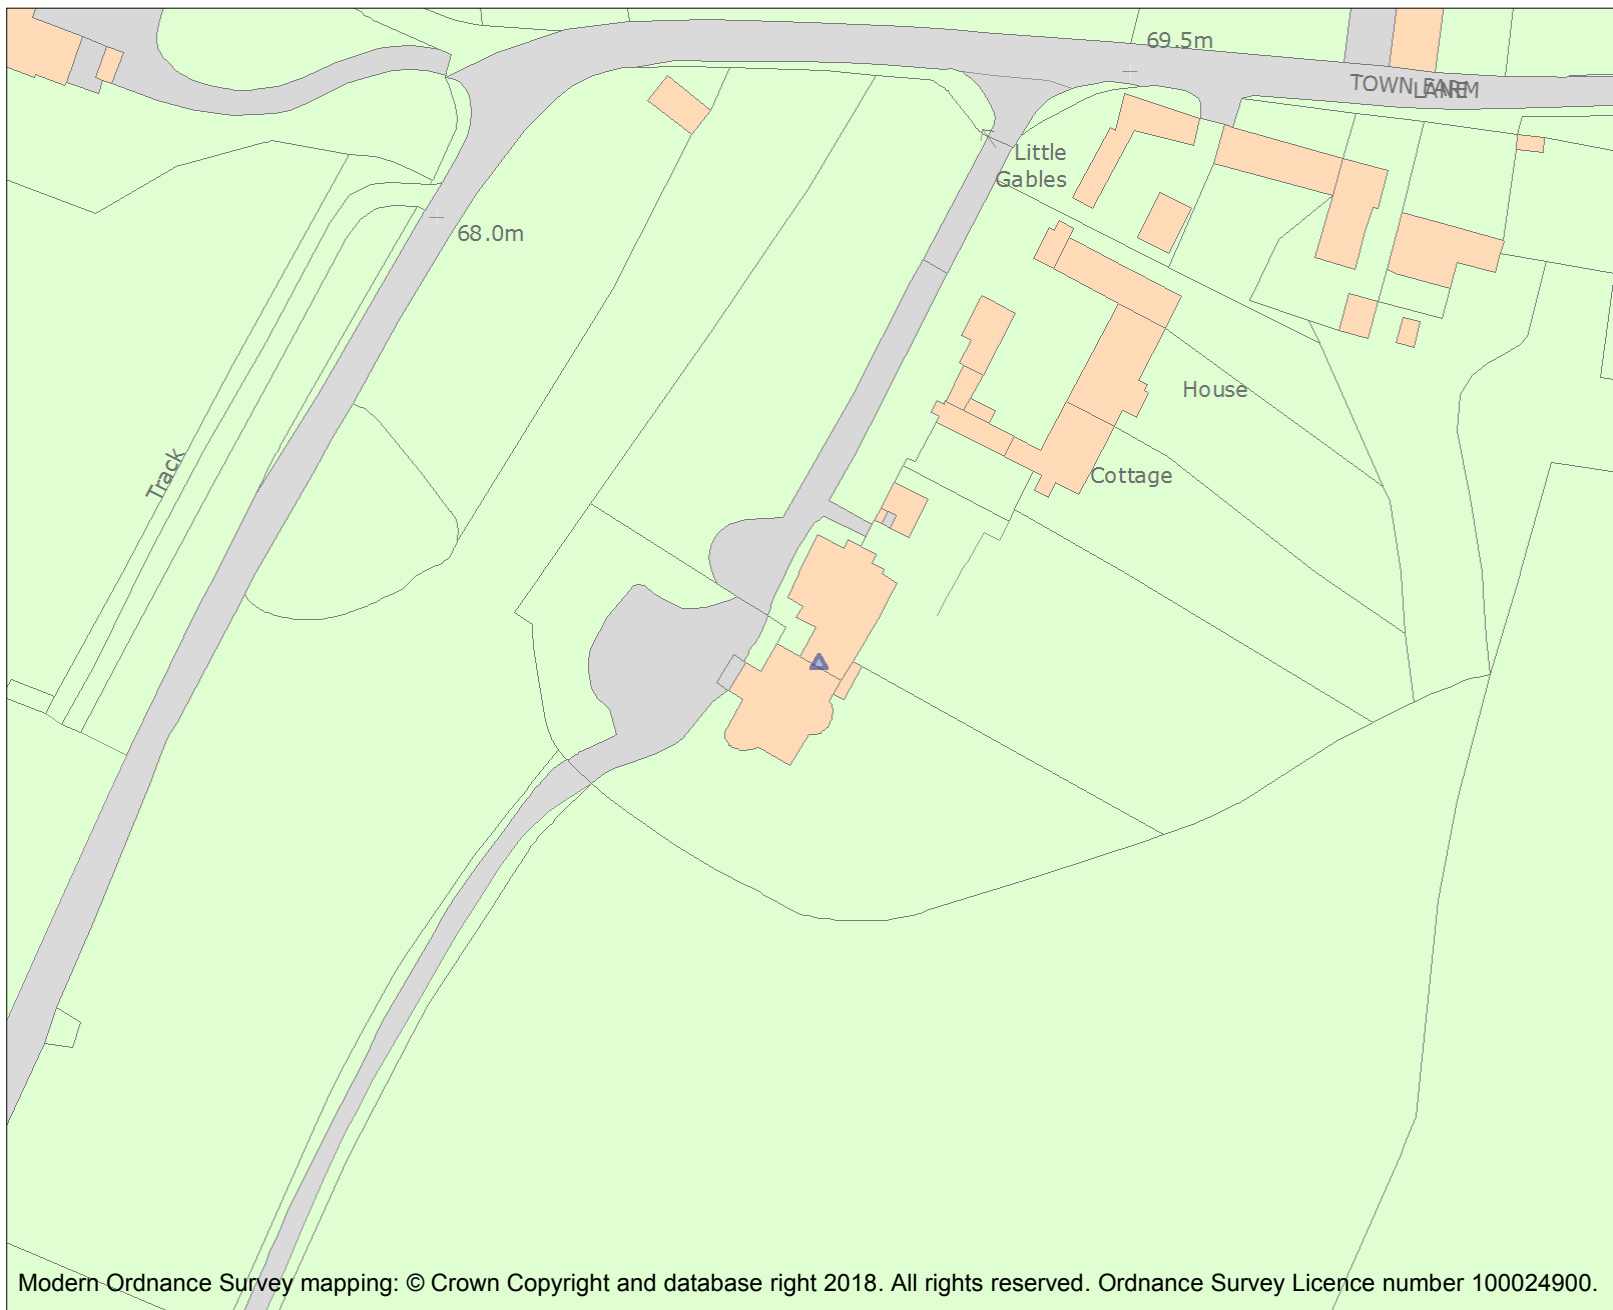 69.5m
TOWN FARM
LANE
Little
Gables
68.0m
House
Track
Cottage
Modern Ordnance Survey mapping: © Crown Copyright and database right 2018. All rights reserved. Ordnance Survey Licence number 100024900.